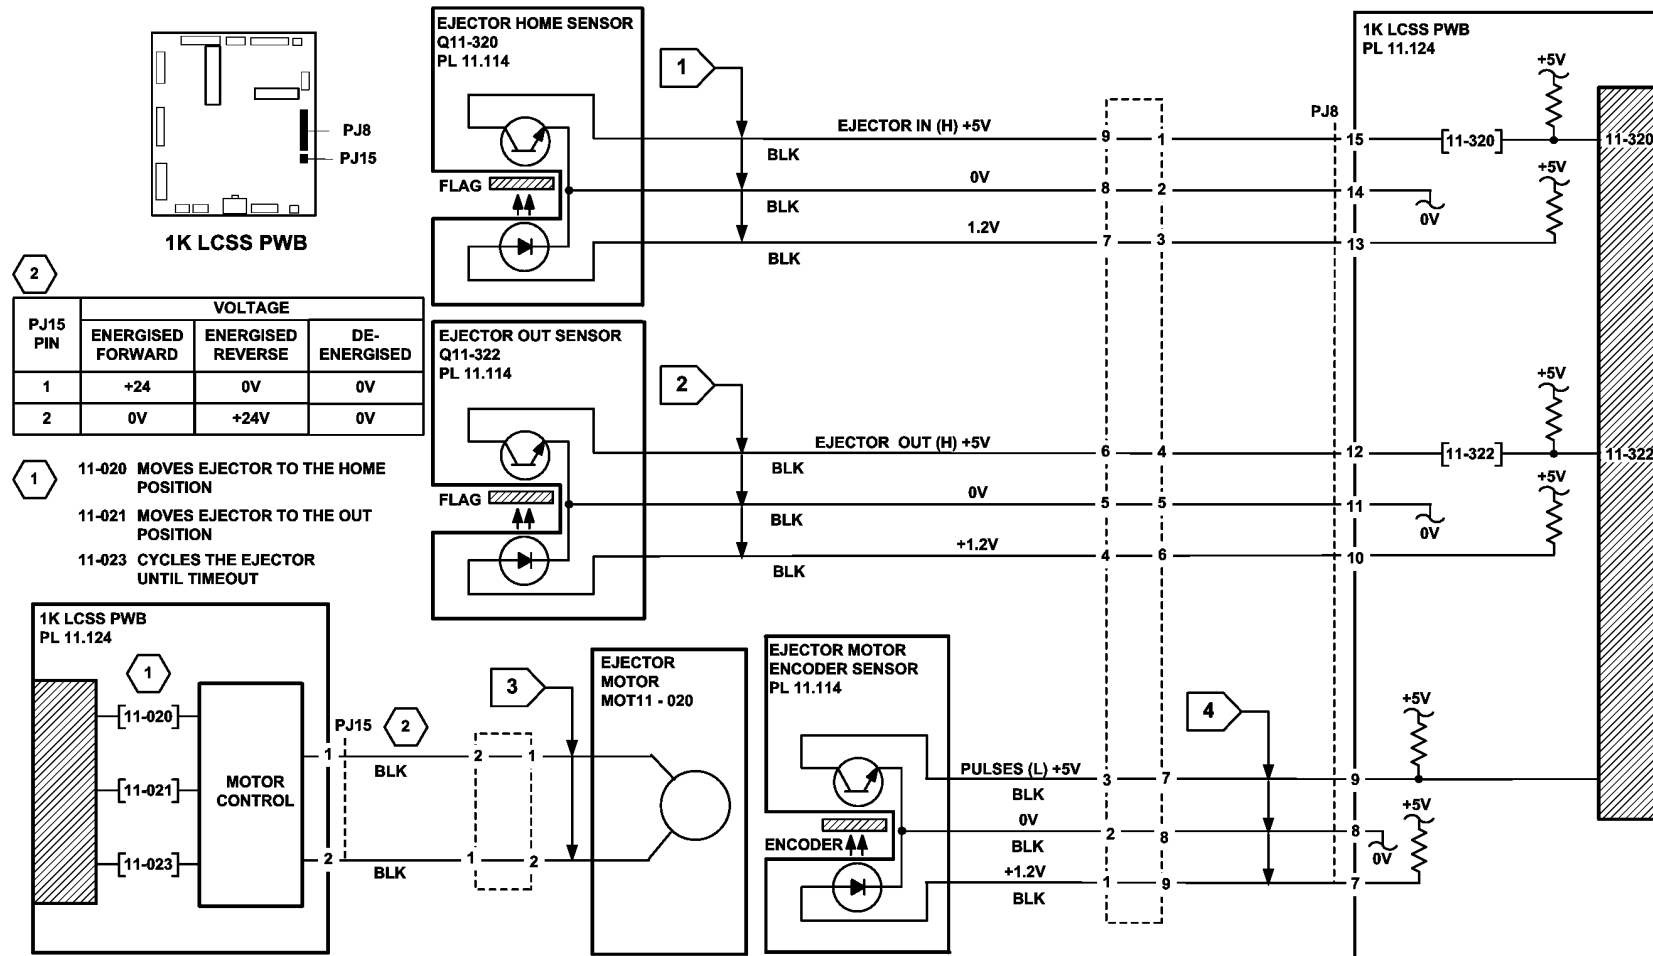 PJ8
PJ15
1K LCSS PWB
2
PJ15 PIN
VOLTAGE
ENERGISED FORWARD
ENERGISED REVERSE
DE-ENERGISED
1 +24 0V 0V
2 0V +24V 0V
1
11-020 MOVES EJECTOR TO THE HOME
POSITION
11-021 MOVES EJECTOR TO THE OUT
POSITION
11-023 CYCLES THE EJECTOR
UNTIL TIMEOUT
EJECTOR HOME SENSOR
Q11-320
PL 11.114
FLAG
1
EJECTOR IN (H) +5V
BLK
9 1
0V
BLK
8 2
1.2V
BLK
7 3
PJ8
1K LCSS PWB
PL 11.124
+5V
15
[11-320]
11-320
+5V
14
0V
13
EJECTOR OUT SENSOR
Q11-322
PL 11.114
FLAG
2
EJECTOR OUT (H) +5V
BLK
6 4
0V
BLK
5 5
+1.2V
BLK
4 6
+5V
12
[11-322]
11-322
+5V
11
0V
10
1K LCSS PWB
PL 11.124
1
[11-020]
[11-021]
[11-023]
MOTOR
CONTROL
1
2
PJ15
2
BLK
BLK
2 1
1 2
3
EJECTOR
MOTOR
MOT11 - 020
EJECTOR MOTOR
ENCODER SENSOR
PL 11.114
ENCODER
PULSES (L) +5V
BLK
3 7
0V
BLK
2 8
+1.2V
BLK
1 9
4
+5V
9
+5V
8
0V
7